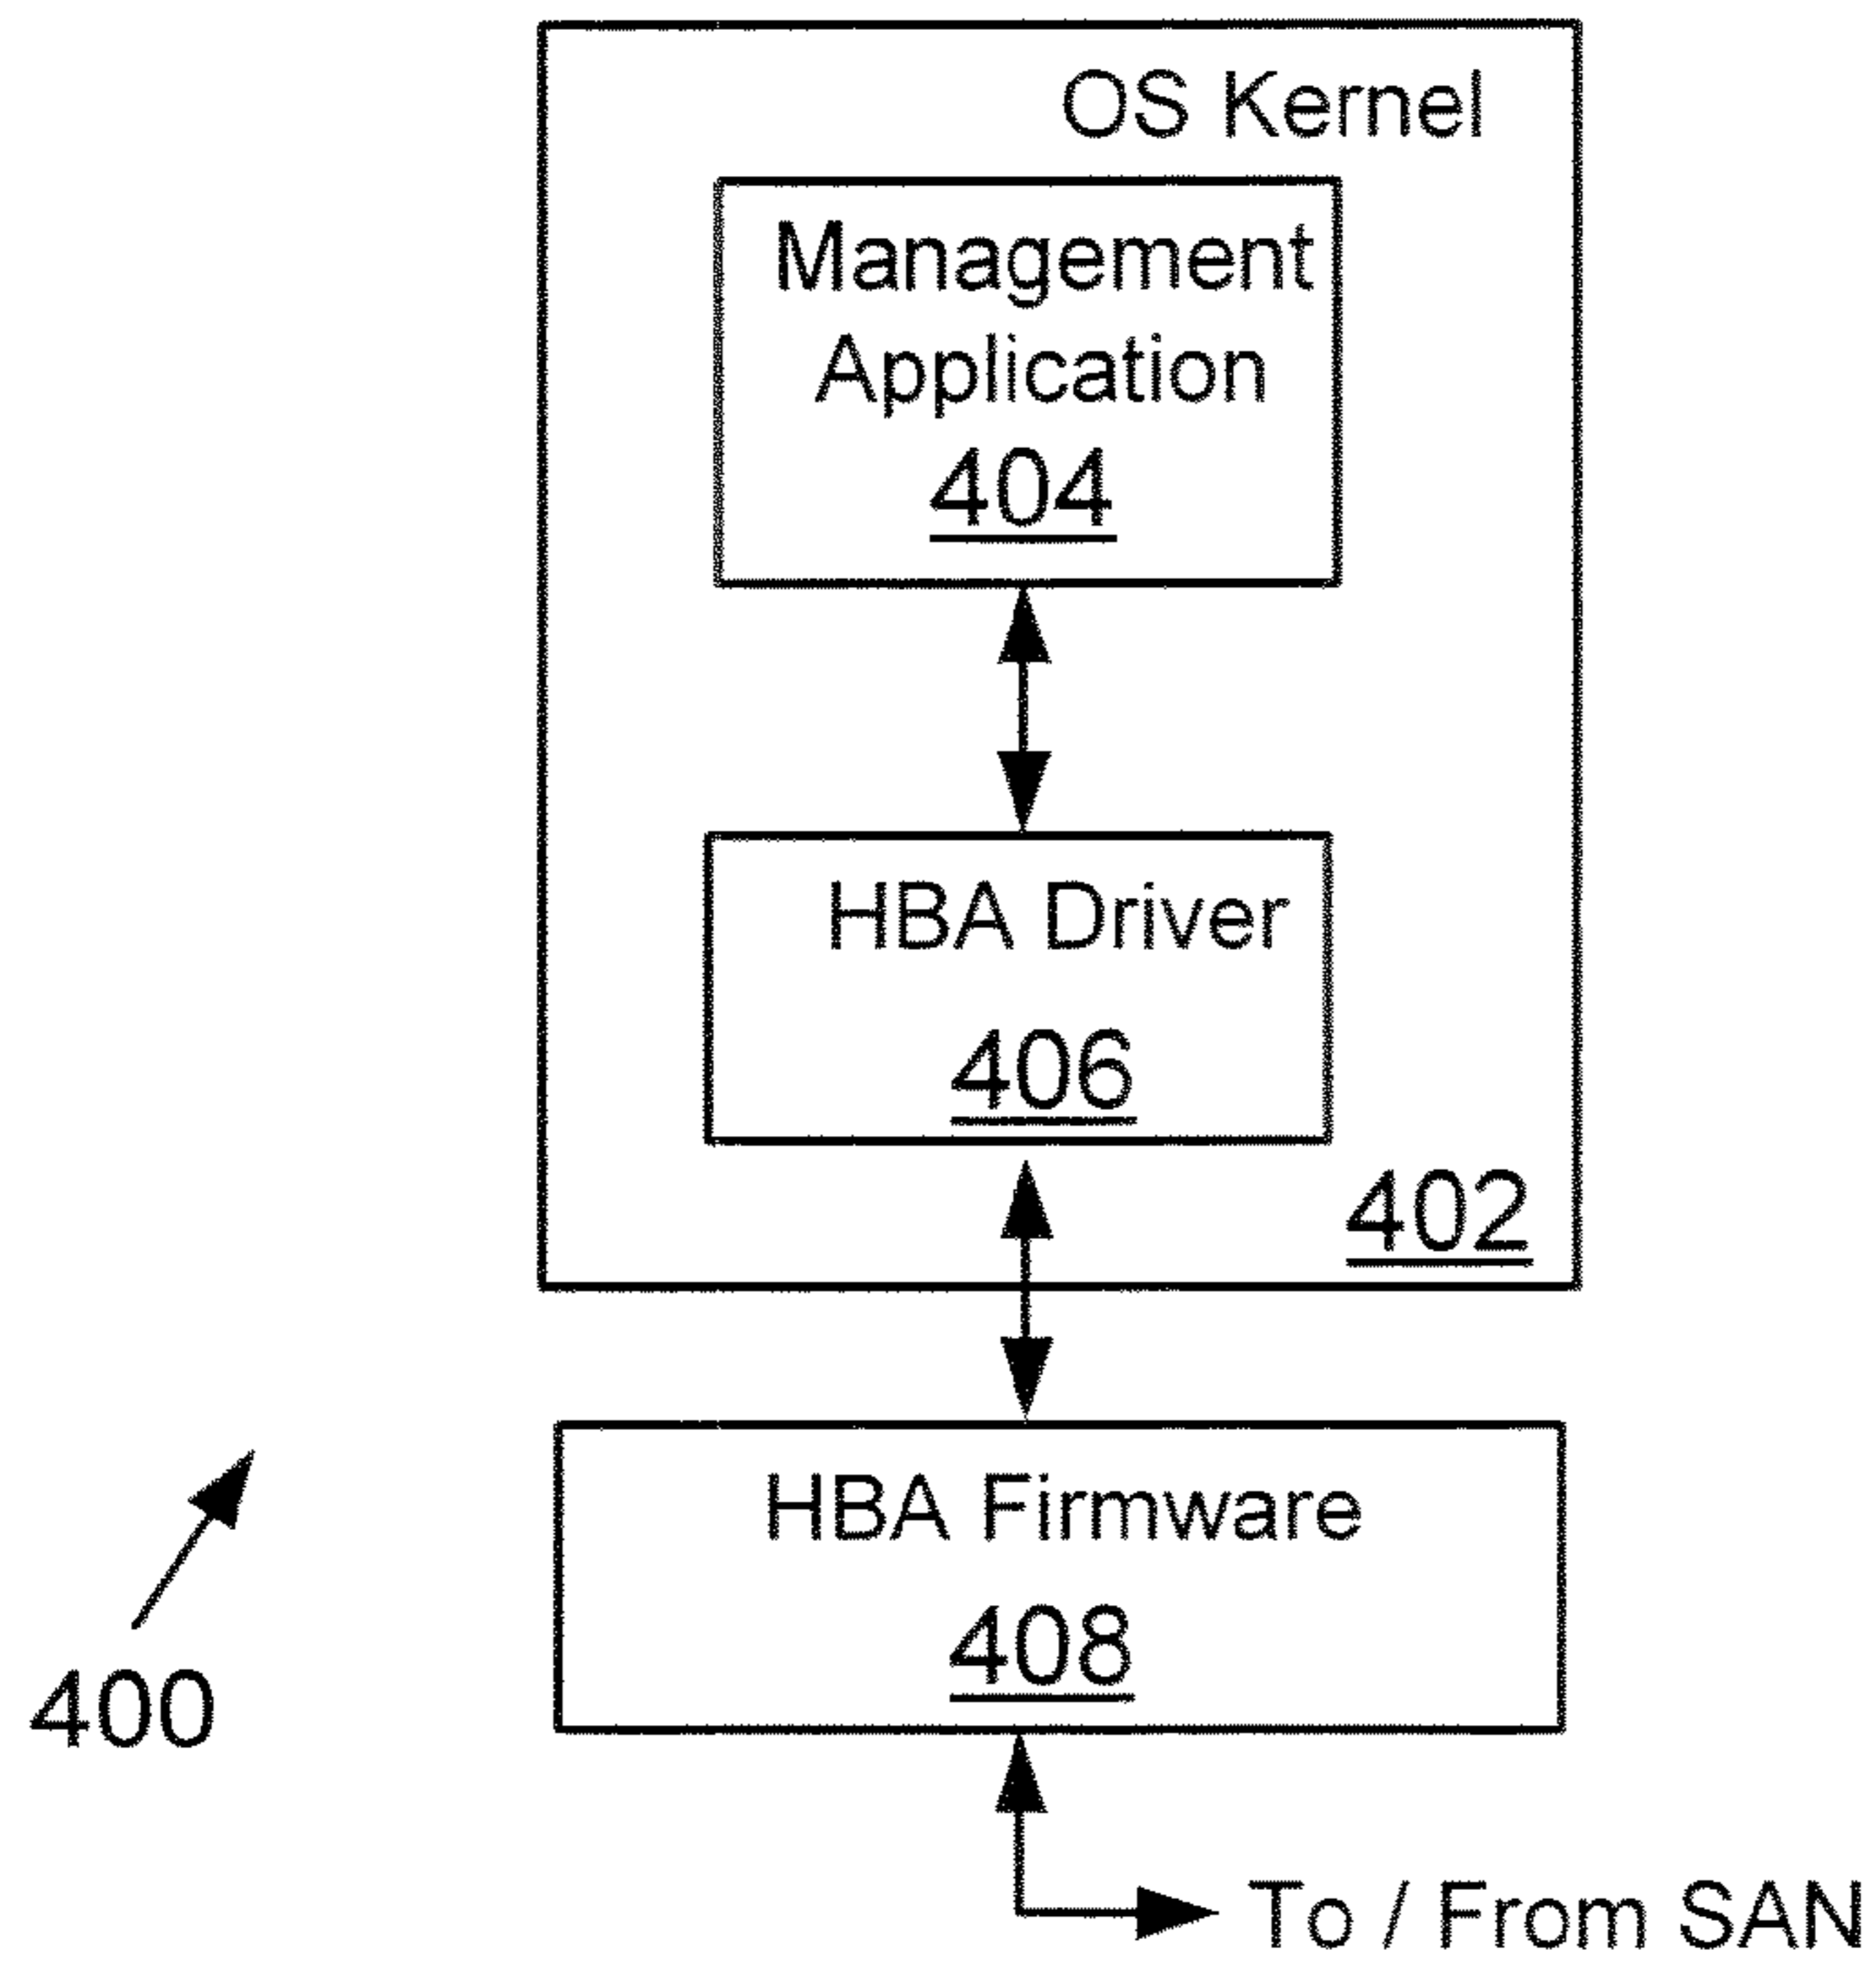 OS Kernel
Management
Application
404
HBA Driver
406
402
HBA Firmware
408
400
To / From SAN